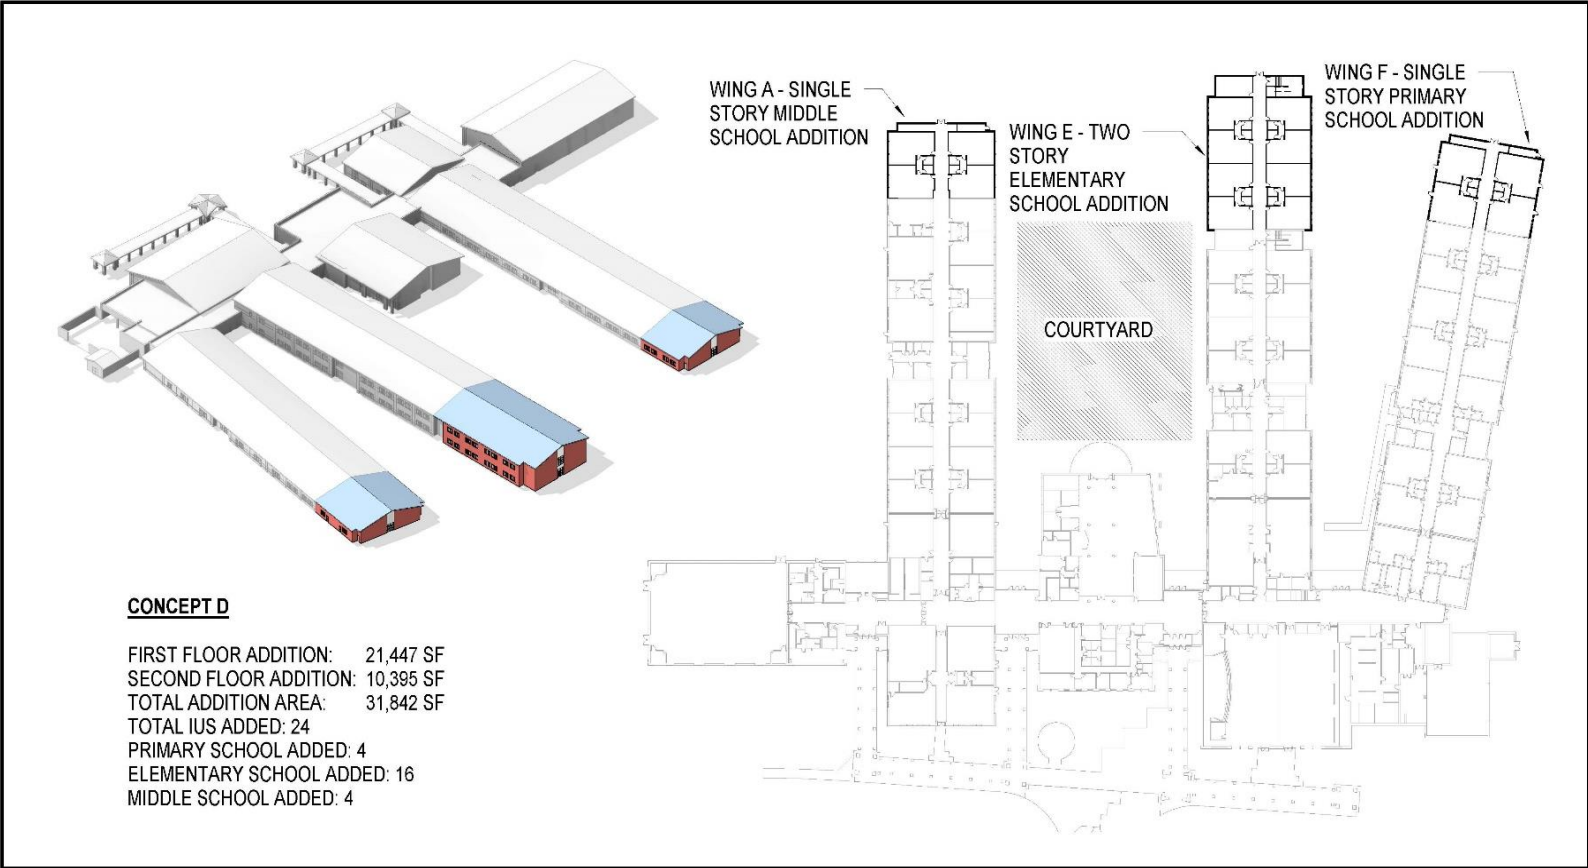 WING A - SINGLE
STORY MIDDLE
SCHOOL ADDITION
WING E - TWO
STORY
ELEMENTARY
SCHOOL ADDITION
WING F - SINGLE
STORY PRIMARY
SCHOOL ADDITION
COURTYARD
CONCEPT D
FIRST FLOOR ADDITION: 21,447 SF
SECOND FLOOR ADDITION: 10,395 SF
TOTAL ADDITION AREA: 31,842 SF
TOTAL IUS ADDED: 24
PRIMARY SCHOOL ADDED: 4
ELEMENTARY SCHOOL ADDED: 16
MIDDLE SCHOOL ADDED: 4